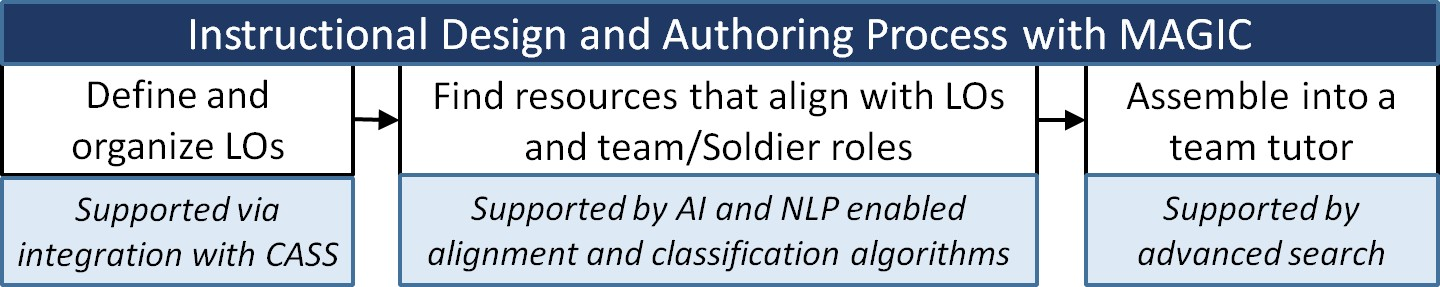 Instructional Design and Authoring Process with MAGIC
Define and
organize LOs
Supported via
integration with CASS
Find resources that align with LOs
and team/Soldier roles
Supported by AI and NLP enabled
alignment and classification algorithms
Assemble into a
team tutor
Supported by
advanced search